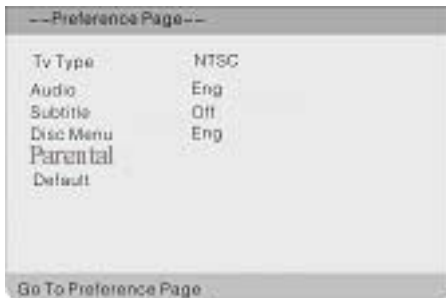 --Preference Page--
Tv Type NTSC
Audio Eng
Subtitle Off
Disc Menu Eng
Parental
Default
Go To Preference Page